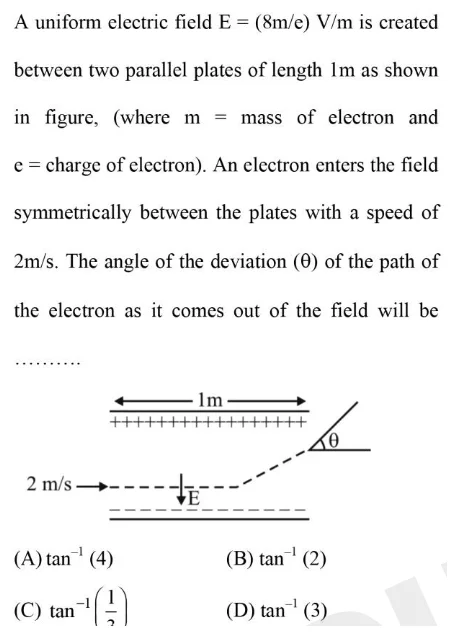 A uniform electric field E = (8m/e) V/m is created
between two parallel plates of length 1m as shown
in figure, (where m = mass of electron and
e = charge of electron). An electron enters the field
symmetrically between the plates with a speed of
2m/s. The angle of the deviation (θ) of the path of
the electron as it comes out of the field will be
..........
1m
+++++++++++++++++
θ
2 m/s
E
(A) tan⁻¹ (4) (B) tan⁻¹ (2)
(C) tan⁻¹ (1/3) (D) tan⁻¹ (3)